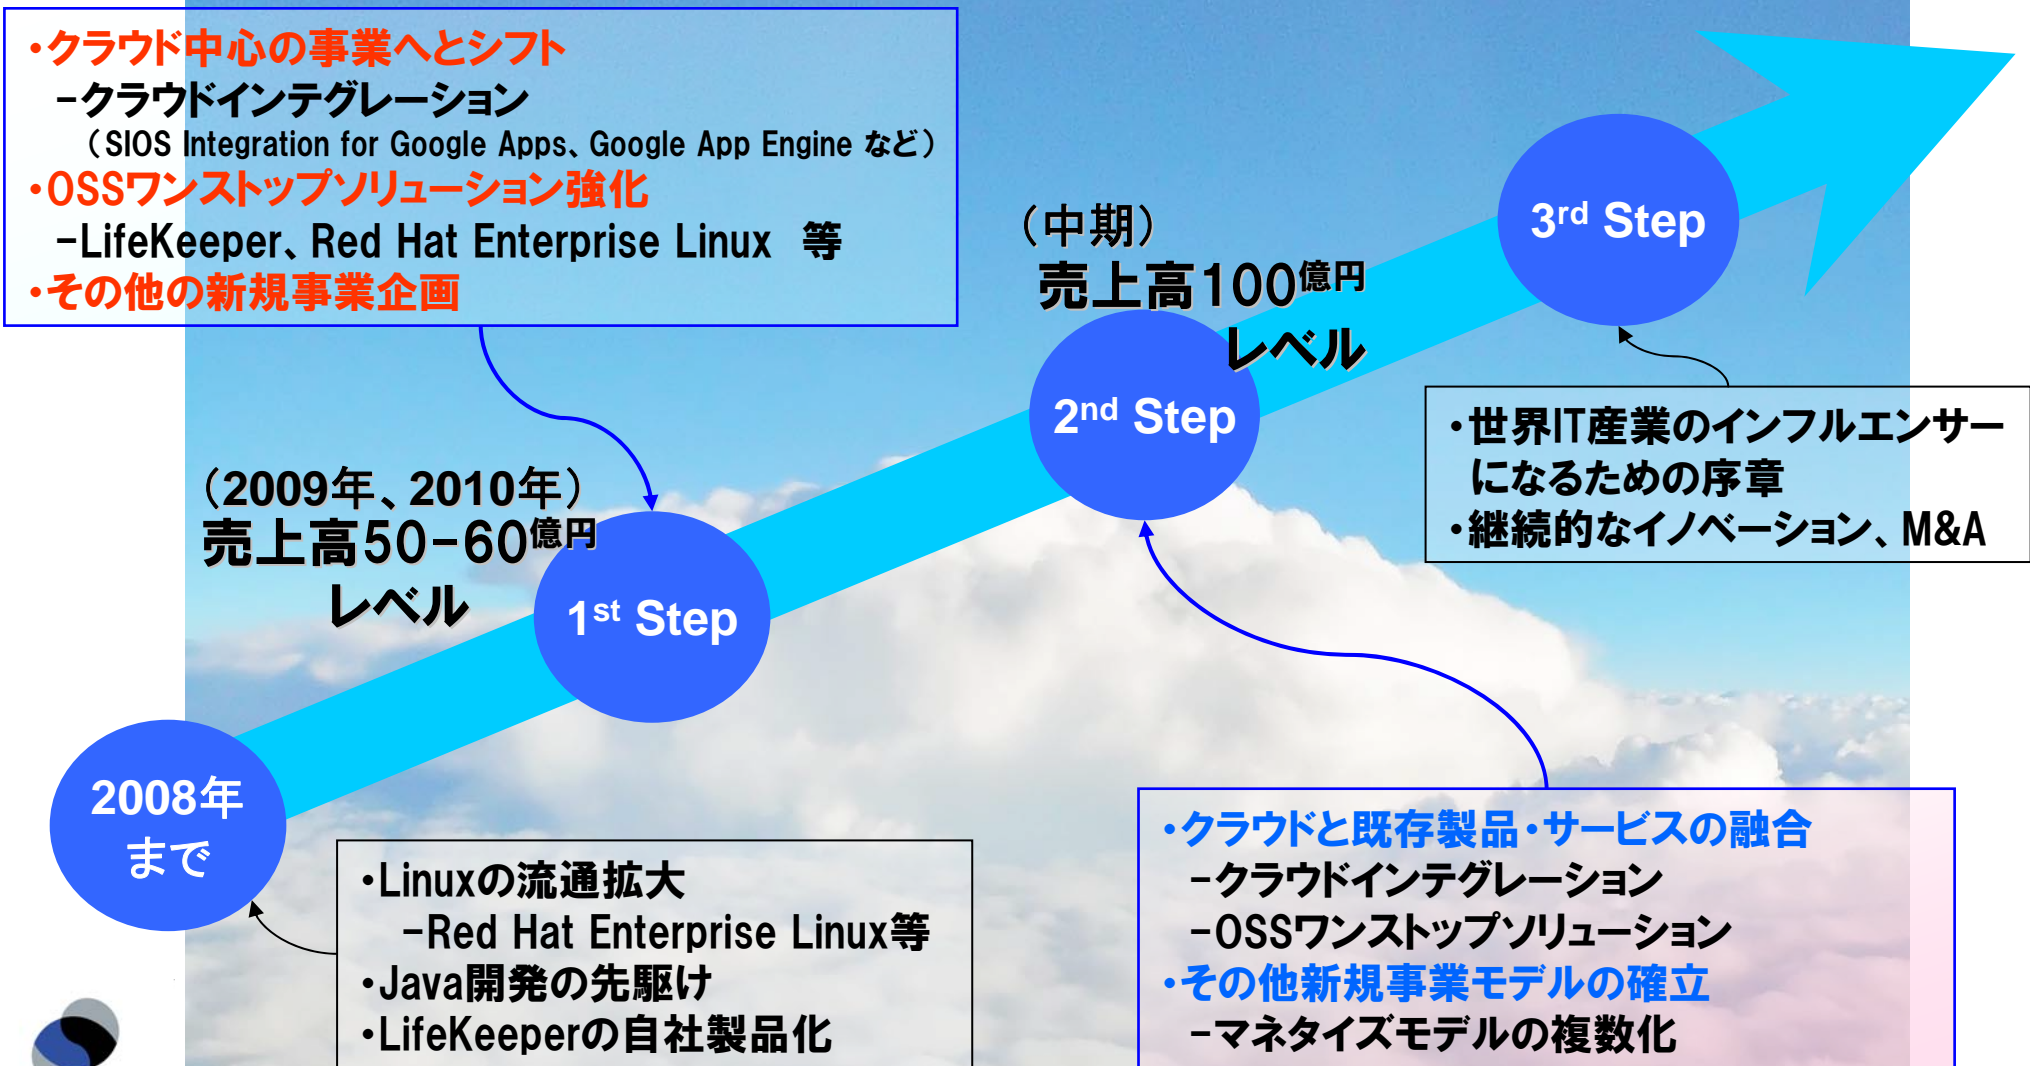 ・クラウド中心の事業へとシフト
－クラウドインテグレーション
（SIOS Integration for Google Apps、Google App Engine など）
・OSSワンストップソリューション強化
－LifeKeeper、Red Hat Enterprise Linux　等
・その他の新規事業企画
（中期）
売上高100億円
レベル
3rd Step
2nd Step
・世界IT産業のインフルエンサー
になるための序章
・継続的なイノベーション、M&A
（2009年、2010年）
売上高50－60億円
レベル
1st Step
2008年
まで
・Linuxの流通拡大
－Red Hat Enterprise Linux等
・Java開発の先駆け
・LifeKeeperの自社製品化
・クラウドと既存製品・サービスの融合
－クラウドインテグレーション
－OSSワンストップソリューション
・その他新規事業モデルの確立
－マネタイズモデルの複数化